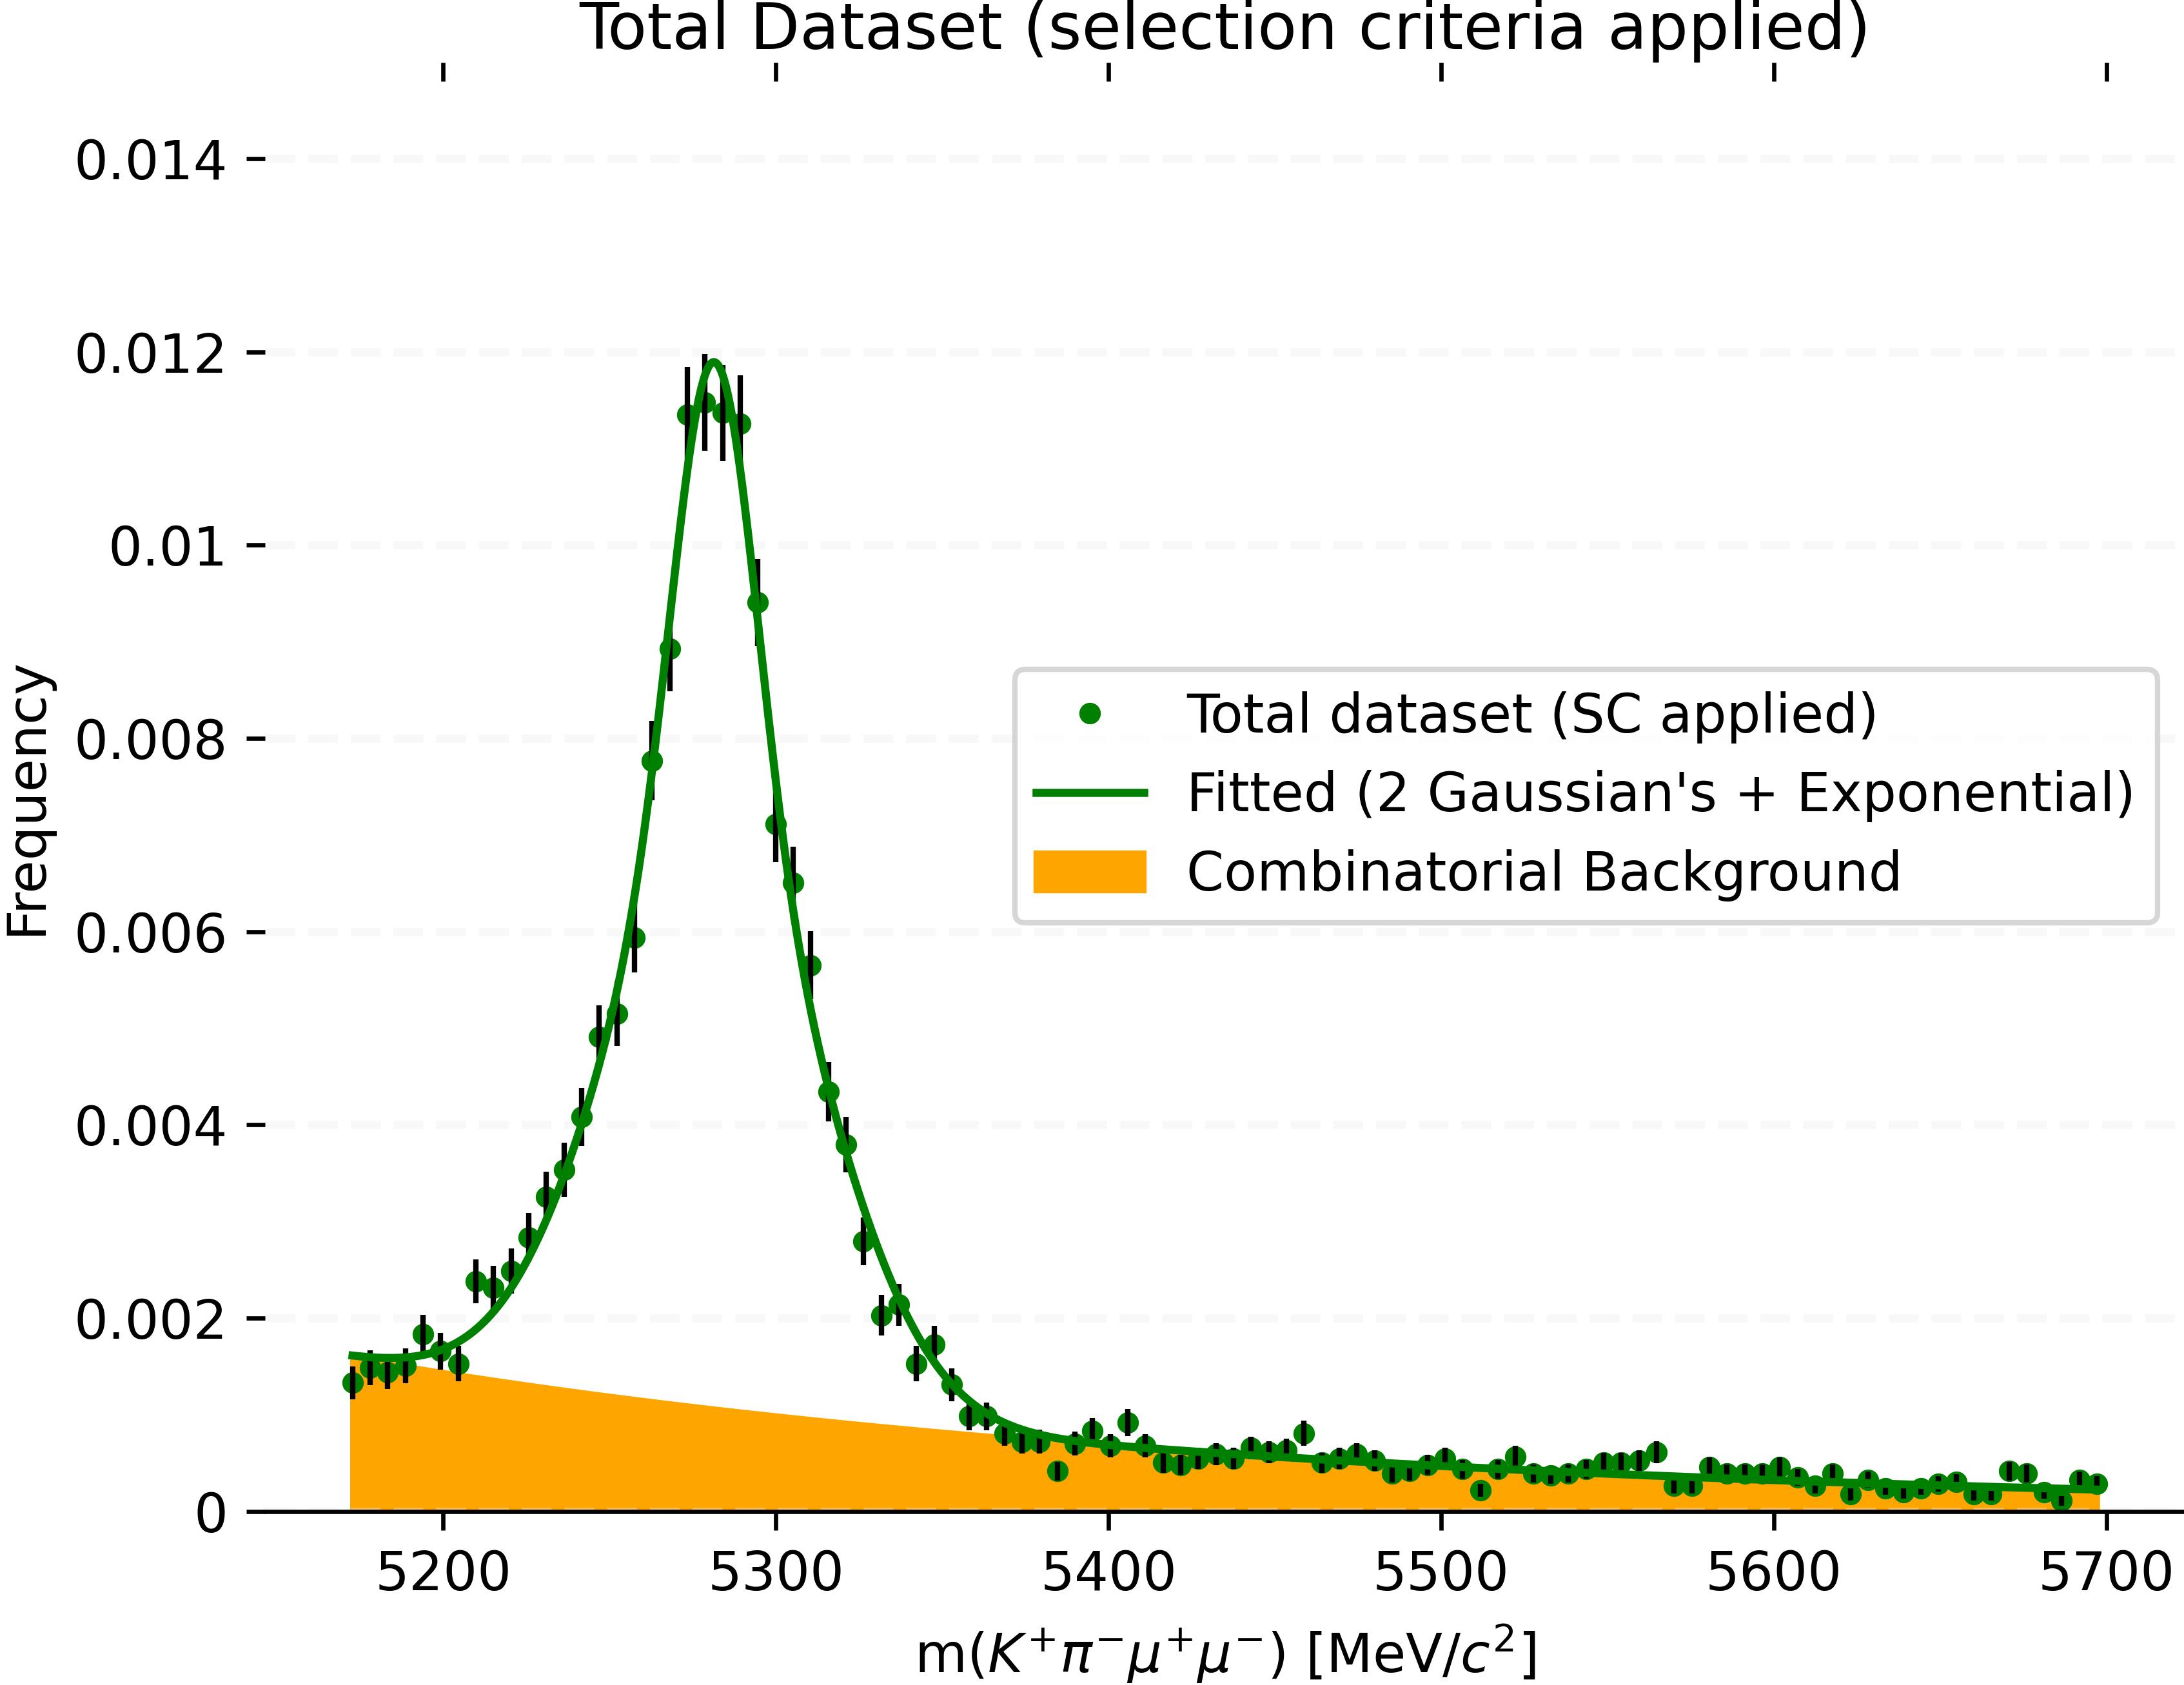 Total Dataset (selection criteria applied)
0.014
0.012
0.01
0.008
0.006
0.004
0.002
0
Frequency
Total dataset (SC applied)
Fitted (2 Gaussian's + Exponential)
Combinatorial Background
5200 5300 5400 5500 5600 5700
m(K⁺π⁻μ⁺μ⁻) [MeV/c²]